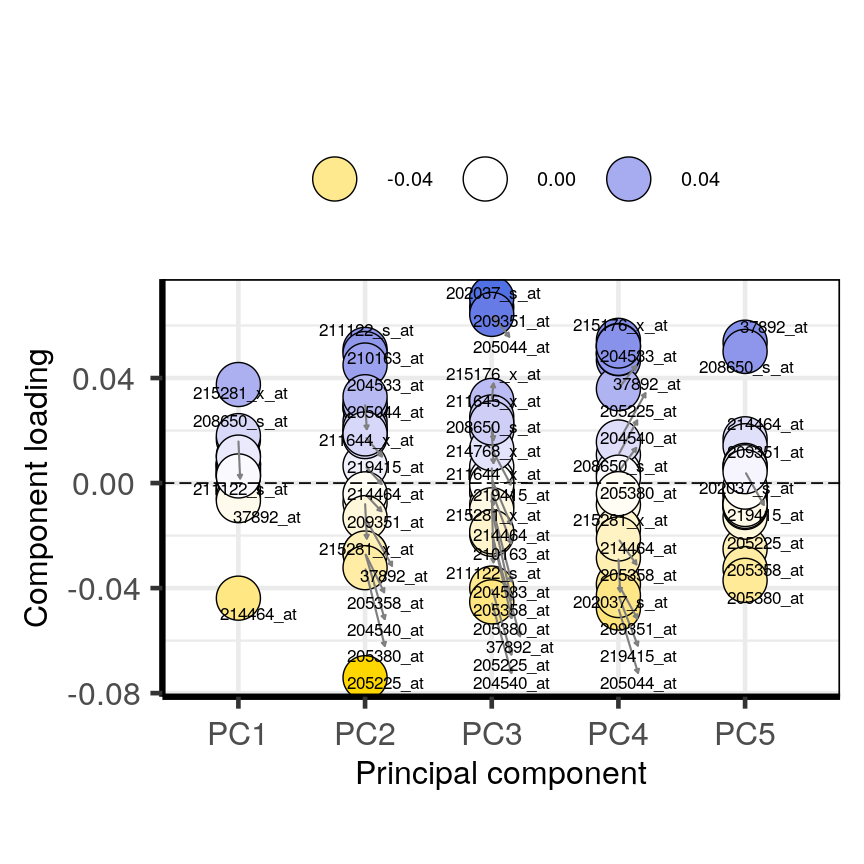 -0.04 0.00 0.04
Component loading
0.04
0.00
-0.04
-0.08
215281_x_at
208650_s_at
211122_s_at
37892_at
214464_at
211122_s_at
210163_at
204533_at
205044_at
211644_x_at
219415_at
214464_at
209351_at
215281_x_at
37892_at
205358_at
204540_at
205380_at
205225_at
202037_s_at
209351_at
205044_at
215176_x_at
211645_x_at
208650_s_at
214768_x_at
211644_x_at
219415_at
215281_x_at
214464_at
210163_at
211122_s_at
204533_at
205358_at
205380_at
37892_at
205225_at
204540_at
215176_x_at
204533_at
37892_at
205225_at
204540_at
208650_s_at
205380_at
215281_x_at
214464_at
205358_at
202037_s_at
209351_at
219415_at
205044_at
37892_at
208650_s_at
214464_at
209351_at
202037_s_at
219415_at
205225_at
205358_at
205380_at
PC1 PC2 PC3 PC4 PC5
Principal component